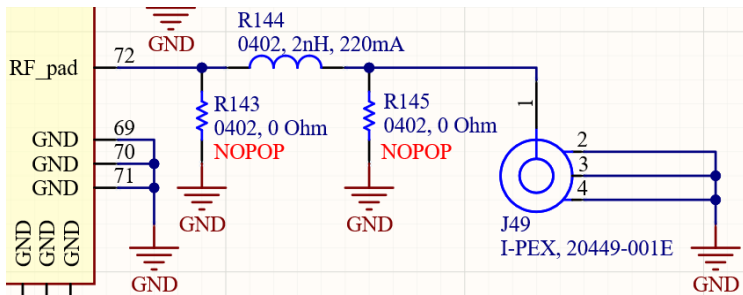 R144
0402, 2nH, 220mA
GND
RF_pad
72
R143
0402, 0 Ohm
NOPOP
R145
0402, 0 Ohm
NOPOP
1
GND
69
GND
70
GND
71
2
3
4
GND
GND
J49
I-PEX, 20449-001E
GND
GND
GND
GND
GND